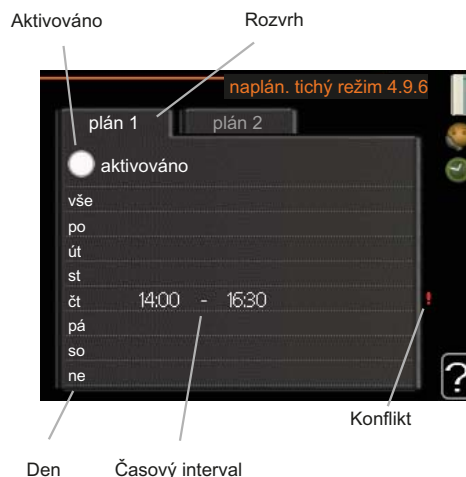 Aktivováno Rozvrh
naplán. tichý režim 4.9.6
plán 1 plán 2
aktivováno
vše
po
út
st
čt 14:00 - 16:30 !
pá
so
ne
?
Konflikt
Den Časový interval